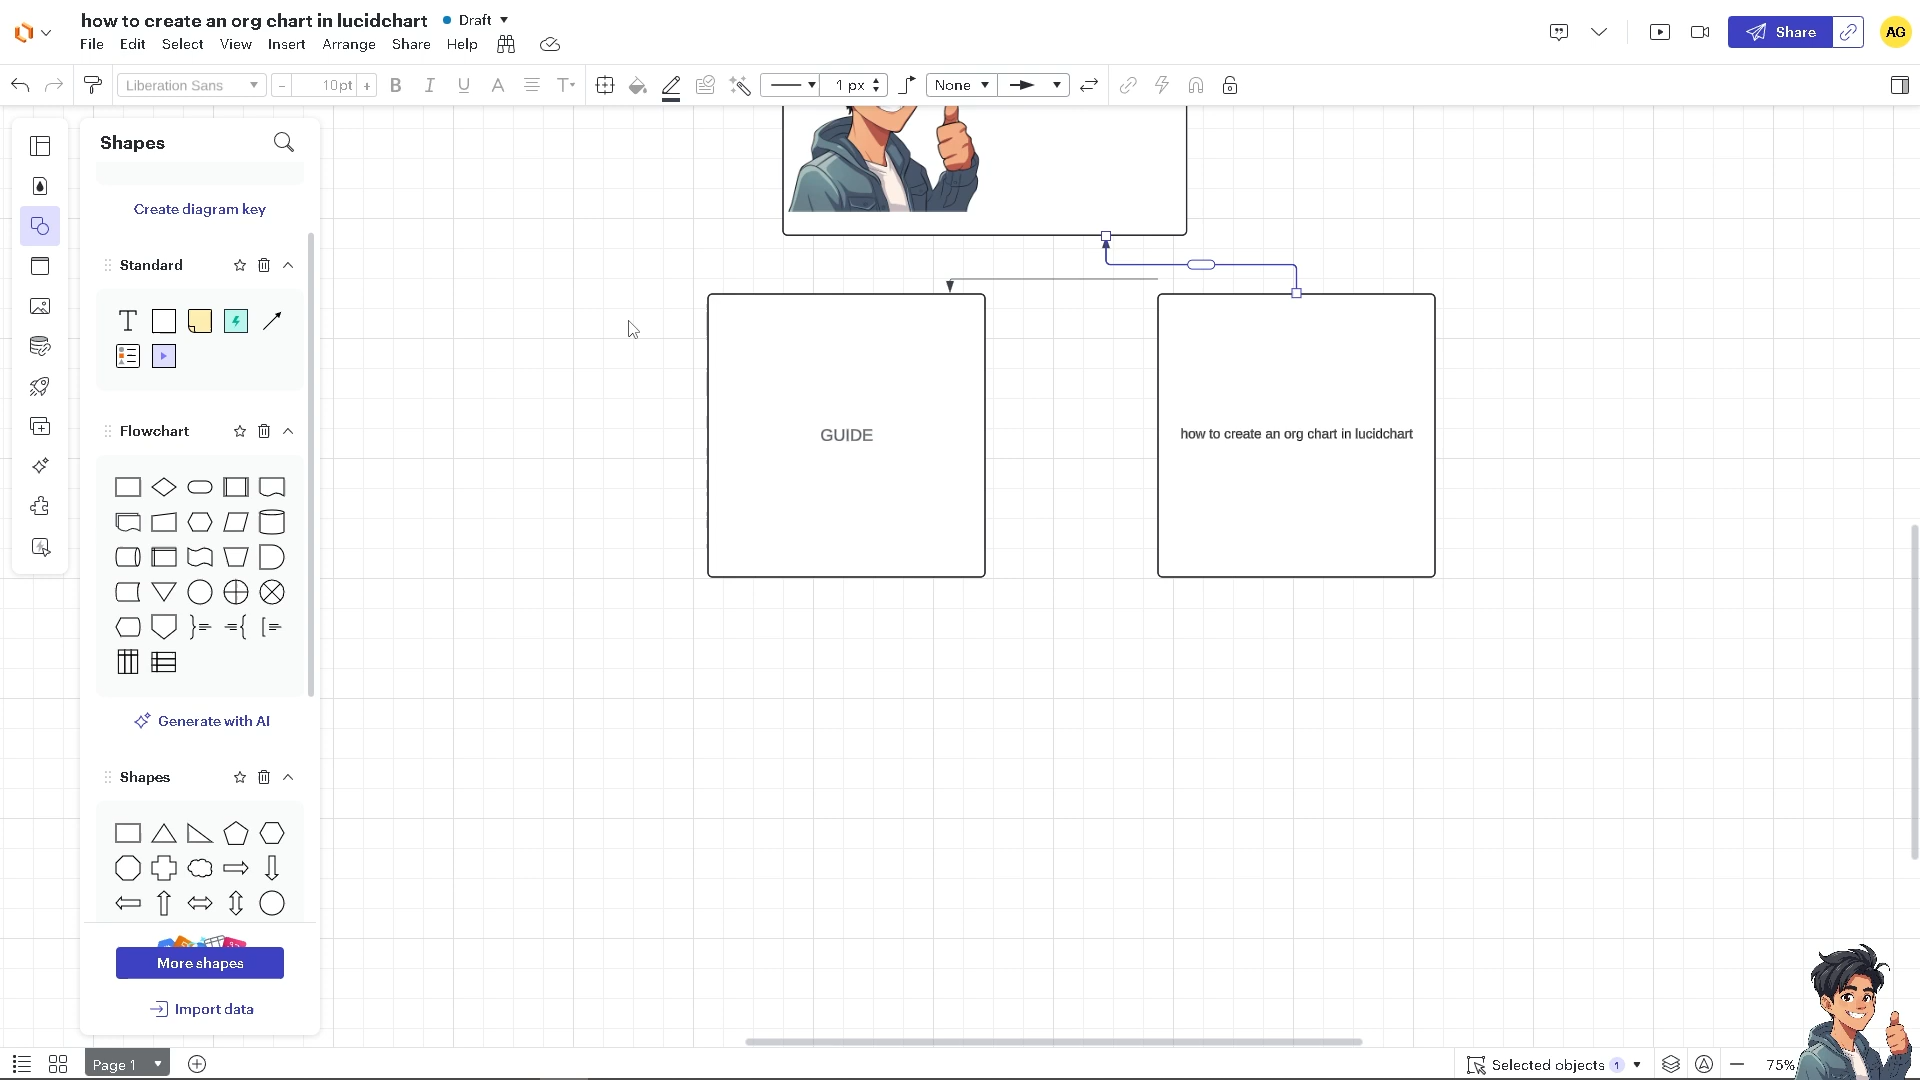 how to create an org chart in lucidchart
Draft
File Edit Select View Insert Arrange Share Help
Share
AG
Liberation Sans
- 10pt +
B I U A T
1 px
None
Shapes
Create diagram key
Standard
T
Flowchart
Generate with AI
Shapes
More shapes
Import data
GUIDE
how to create an org chart in lucidchart
Page 1
Selected objects 1
75%